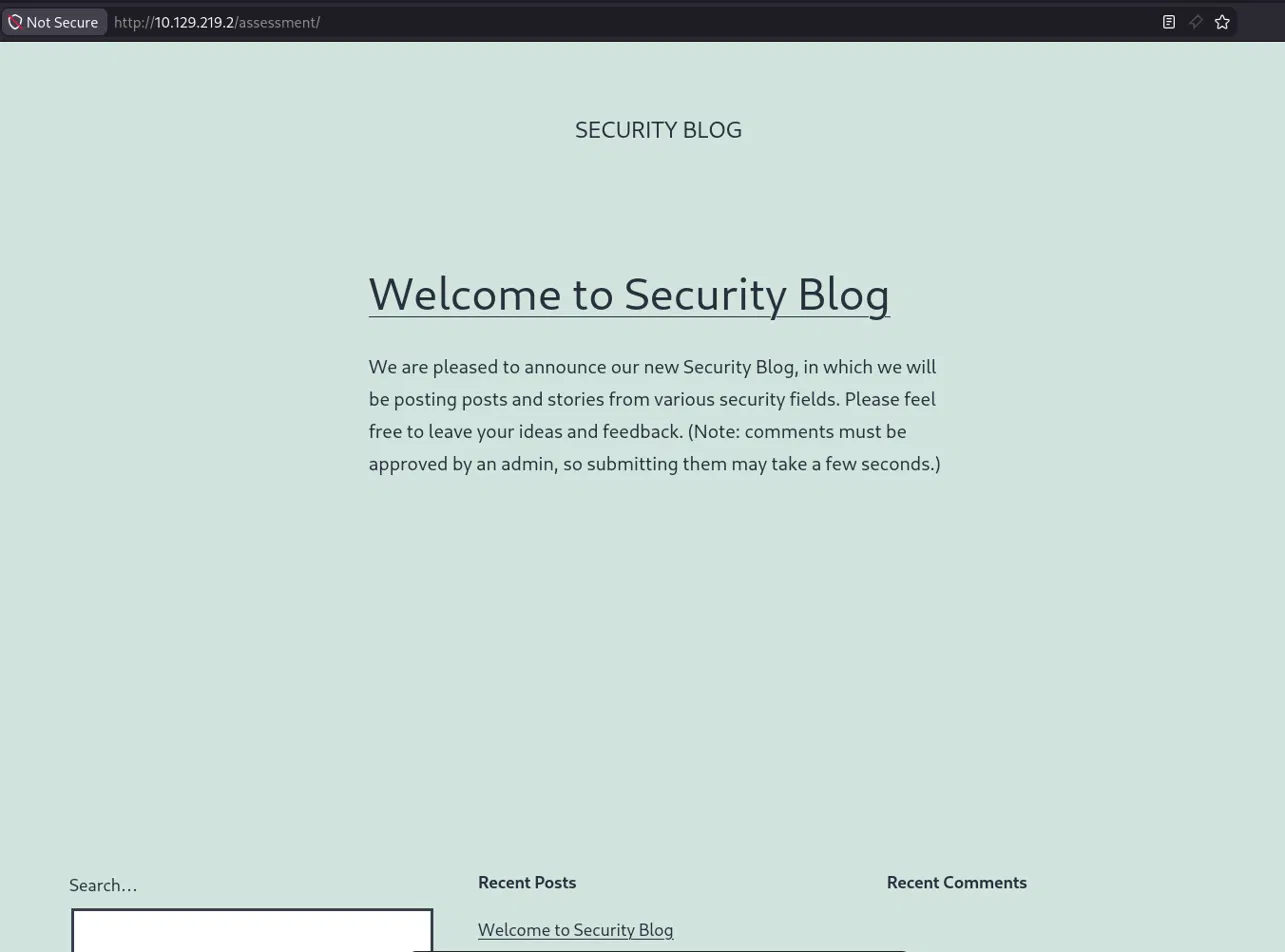 Not Secure http://10.129.219.2/assessment/
SECURITY BLOG
Welcome to Security Blog
We are pleased to announce our new Security Blog, in which we will
be posting posts and stories from various security fields. Please feel
free to leave your ideas and feedback. (Note: comments must be
approved by an admin, so submitting them may take a few seconds.)
Search…
Recent Posts
Recent Comments
Welcome to Security Blog